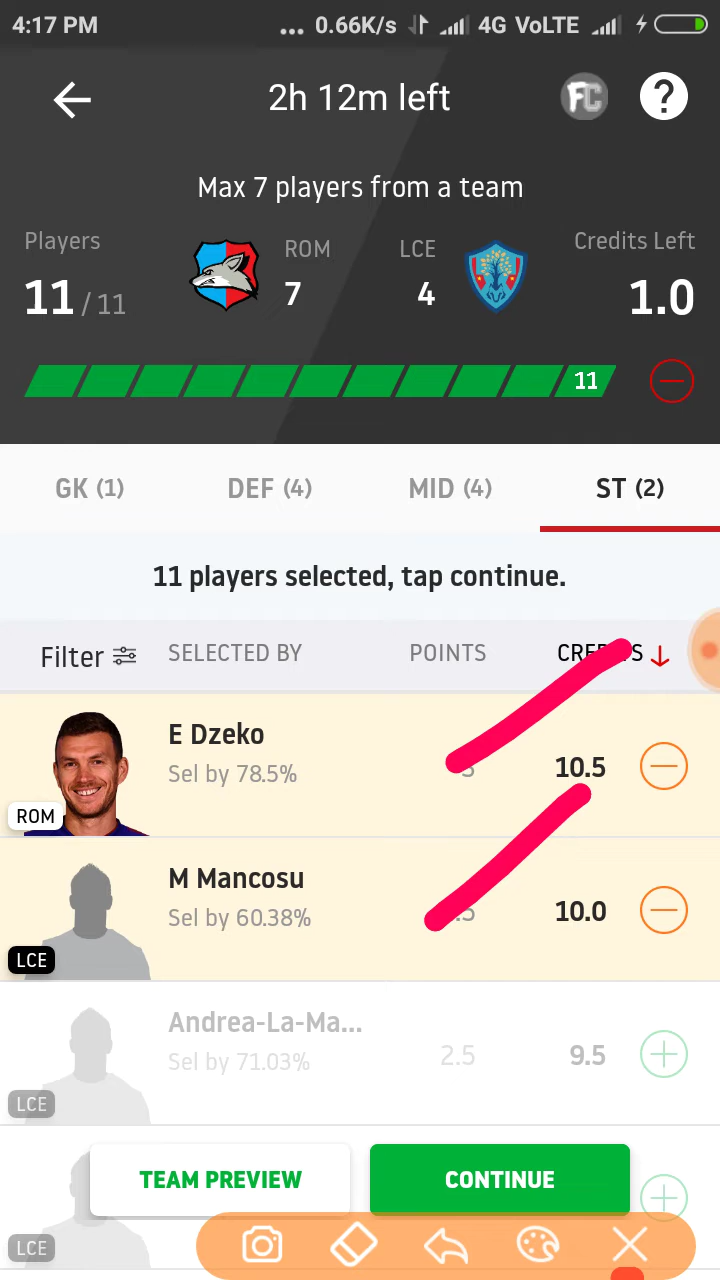 4:17 PM ... 0.66K/s 4G VoLTE
2h 12m left FC ?
Max 7 players from a team
Players ROM LCE Credits Left
11 / 11 7 4 1.0
11
GK (1) DEF (4) MID (4) ST (2)
11 players selected, tap continue.
Filter SELECTED BY POINTS
E Dzeko
Sel by 78.5% 10.5
ROM
M Mancosu
Sel by 60.38% 10.0
LCE
Andrea-La-Ma...
Sel by 71.03% 2.5 9.5
LCE
TEAM PREVIEW CONTINUE
LCE